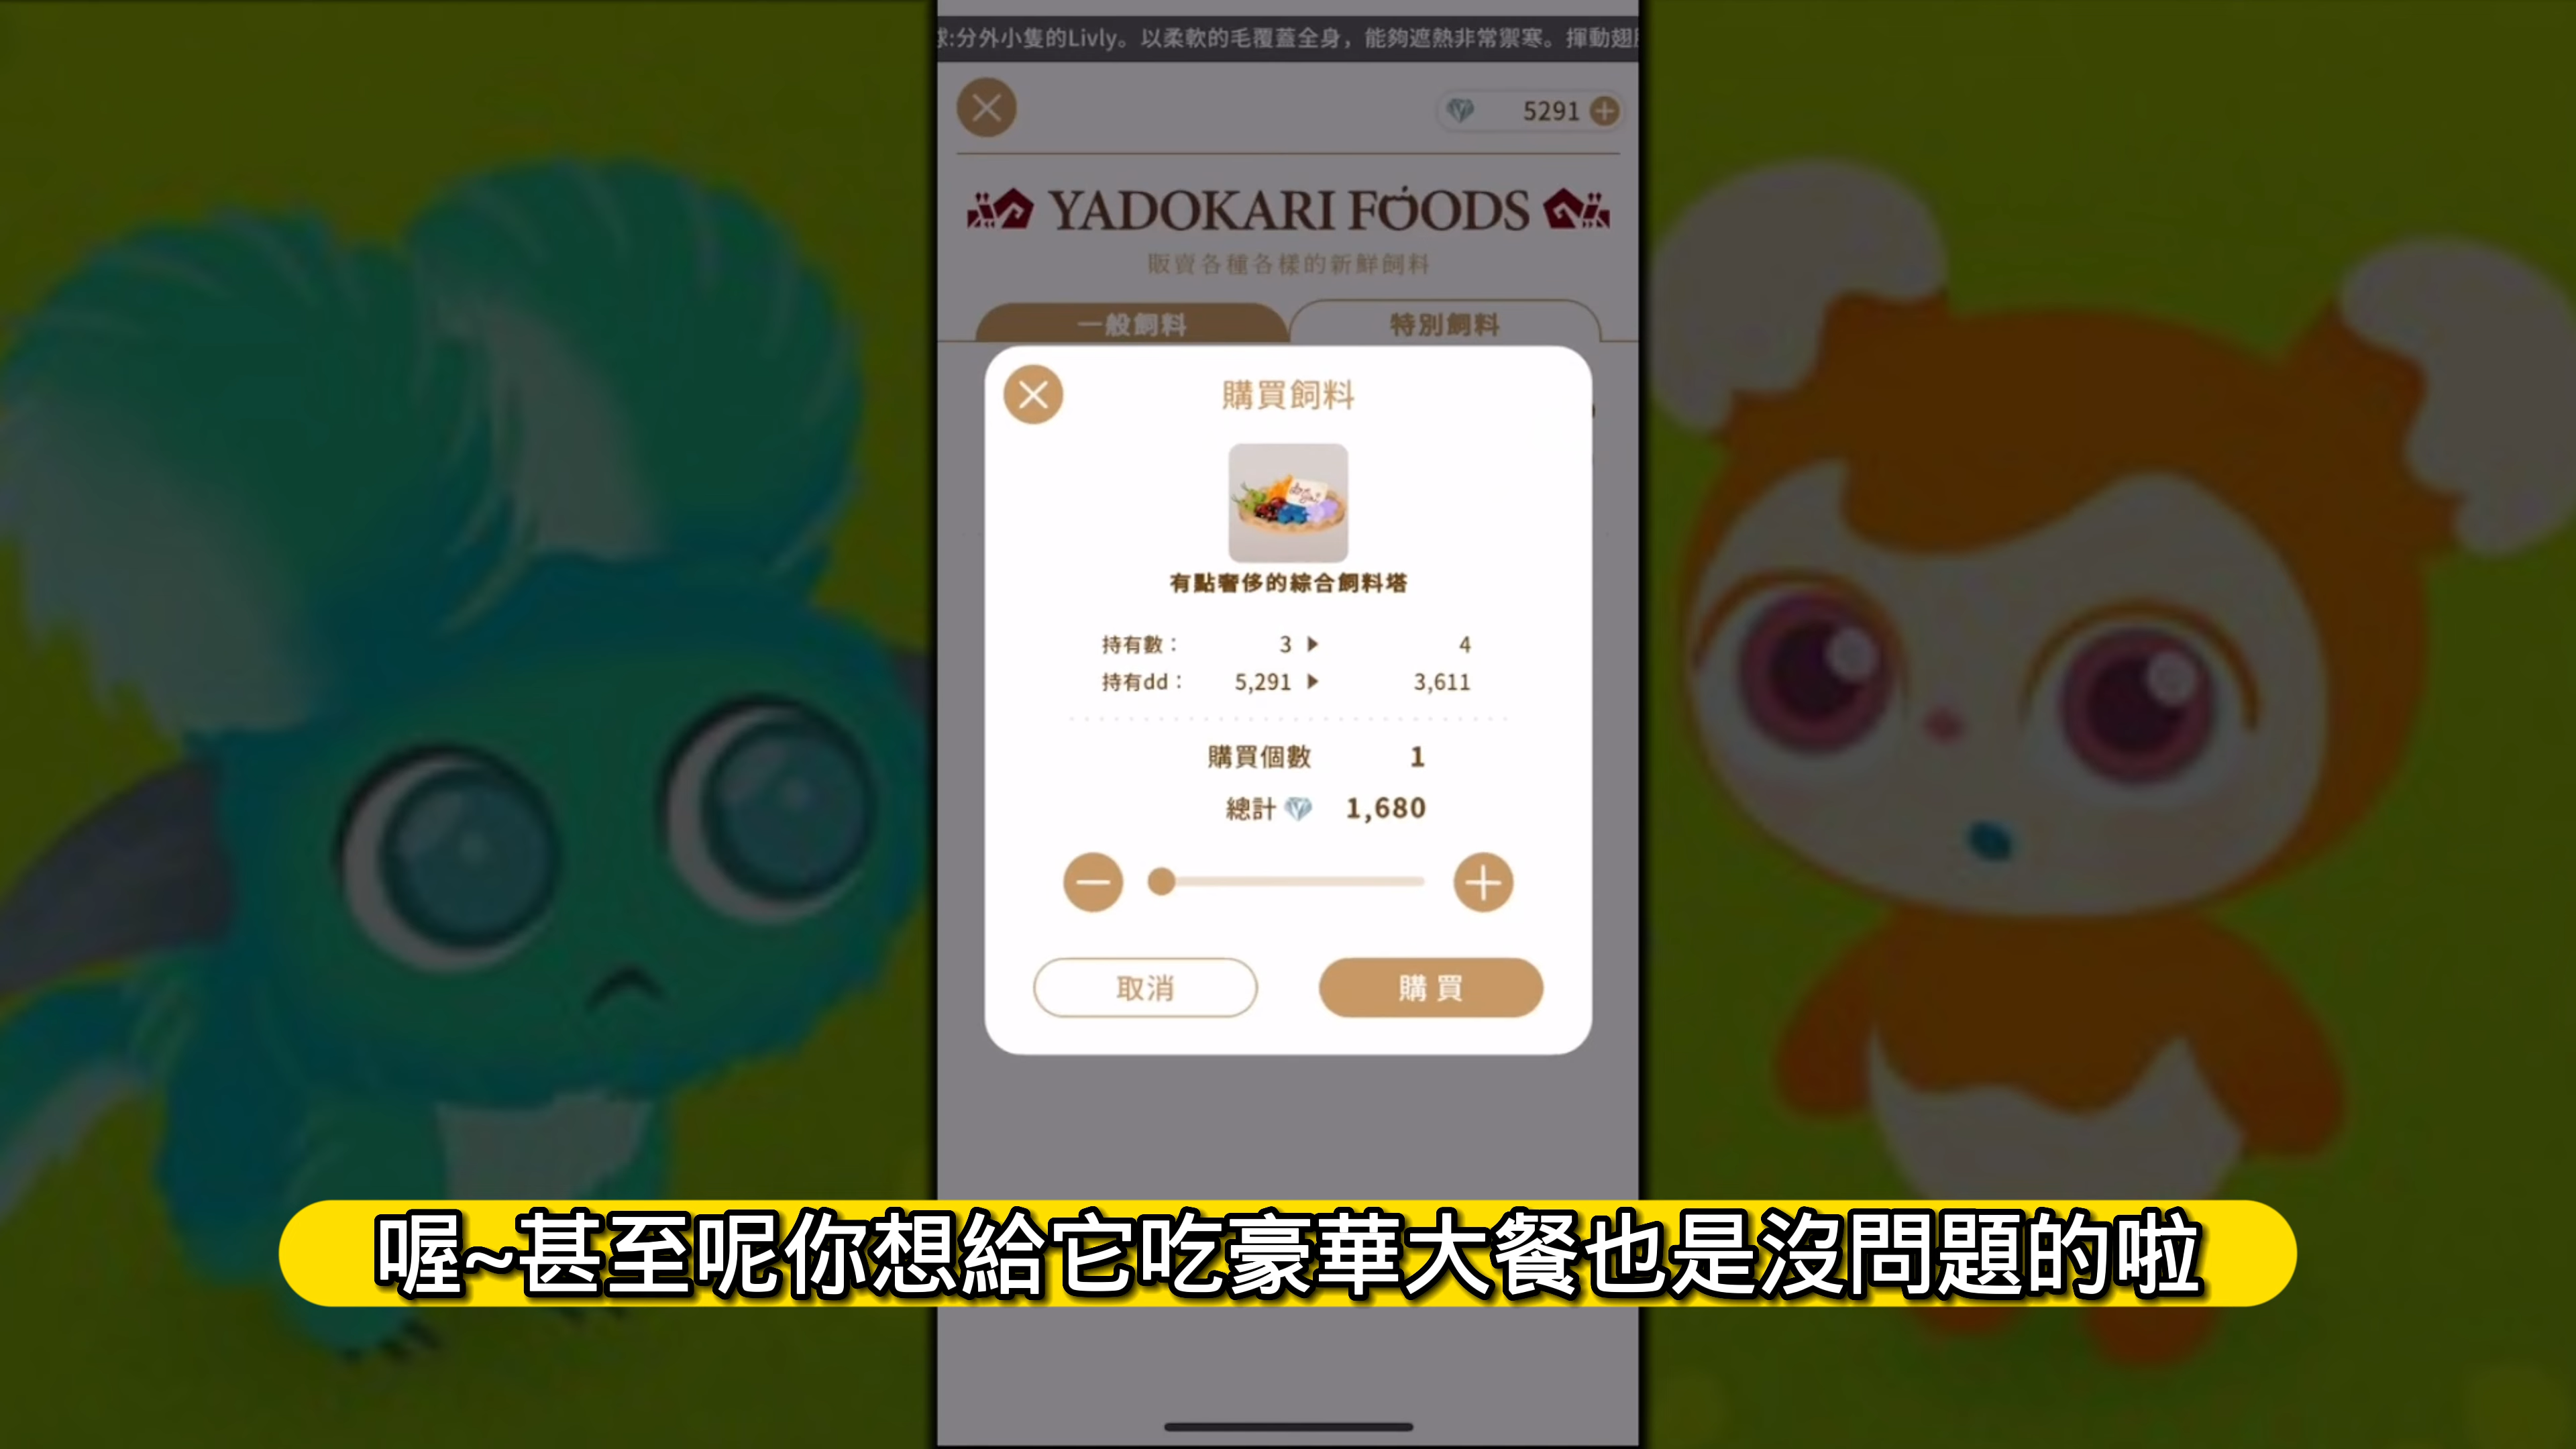 :分外小隻的Livly。以柔軟的毛覆蓋全身，能夠遮熱非常禦寒。揮動翅
5291
YADOKARI FOODS
販賣各種各樣的新鮮飼料
一般飼料
特別飼料
購買飼料
有點奢侈的綜合飼料塔
持有數： 3 ▶ 4
持有dd： 5,291 ▶ 3,611
購買個數 1
總計 1,680
取消
購買
喔~甚至呢你想給它吃豪華大餐也是沒問題的啦